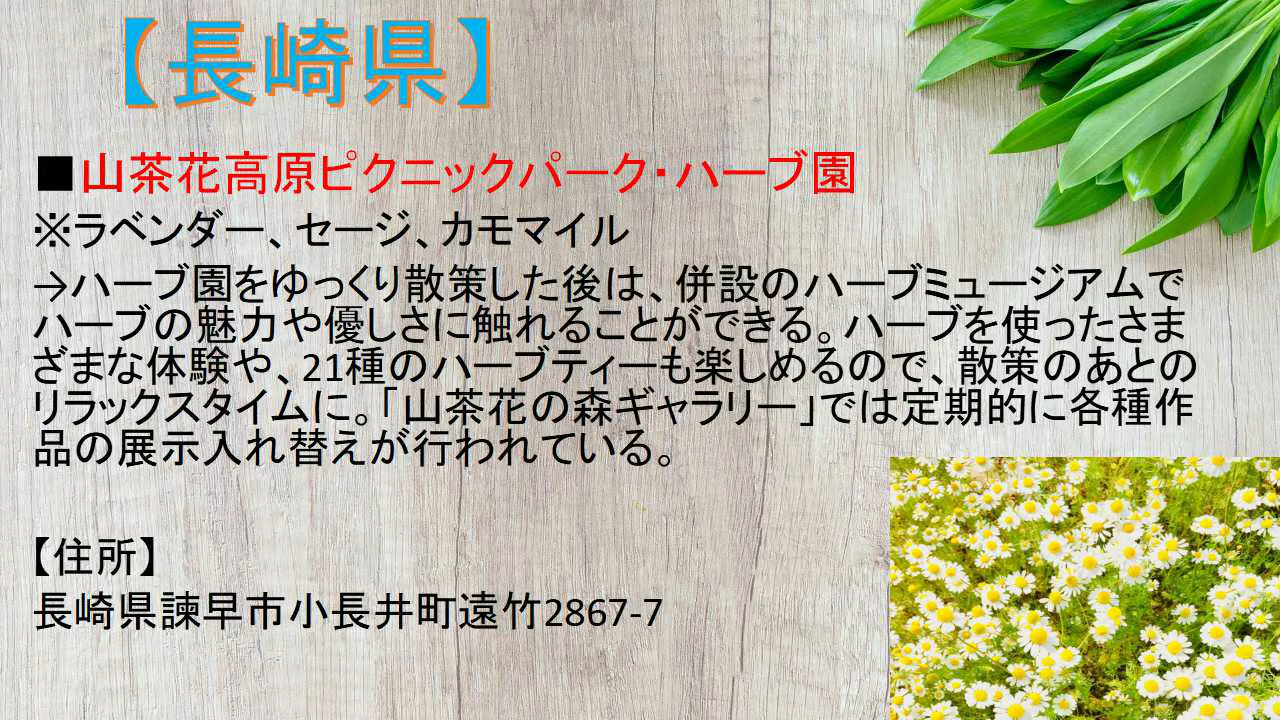 【長崎県】
■山茶花高原ピクニックパーク・ハーブ園
※ラベンダー、セージ、カモマイル
→ハーブ園をゆっくり散策した後は、併設のハーブミュージアムで
ハーブの魅力や優しさに触れることができる。ハーブを使ったさま
ざまな体験や、21種のハーブティーも楽しめるので、散策のあとの
リラックスタイムに。「山茶花の森ギャラリー」では定期的に各種作
品の展示入れ替えが行われている。
【住所】
長崎県諫早市小長井町遠竹2867-7